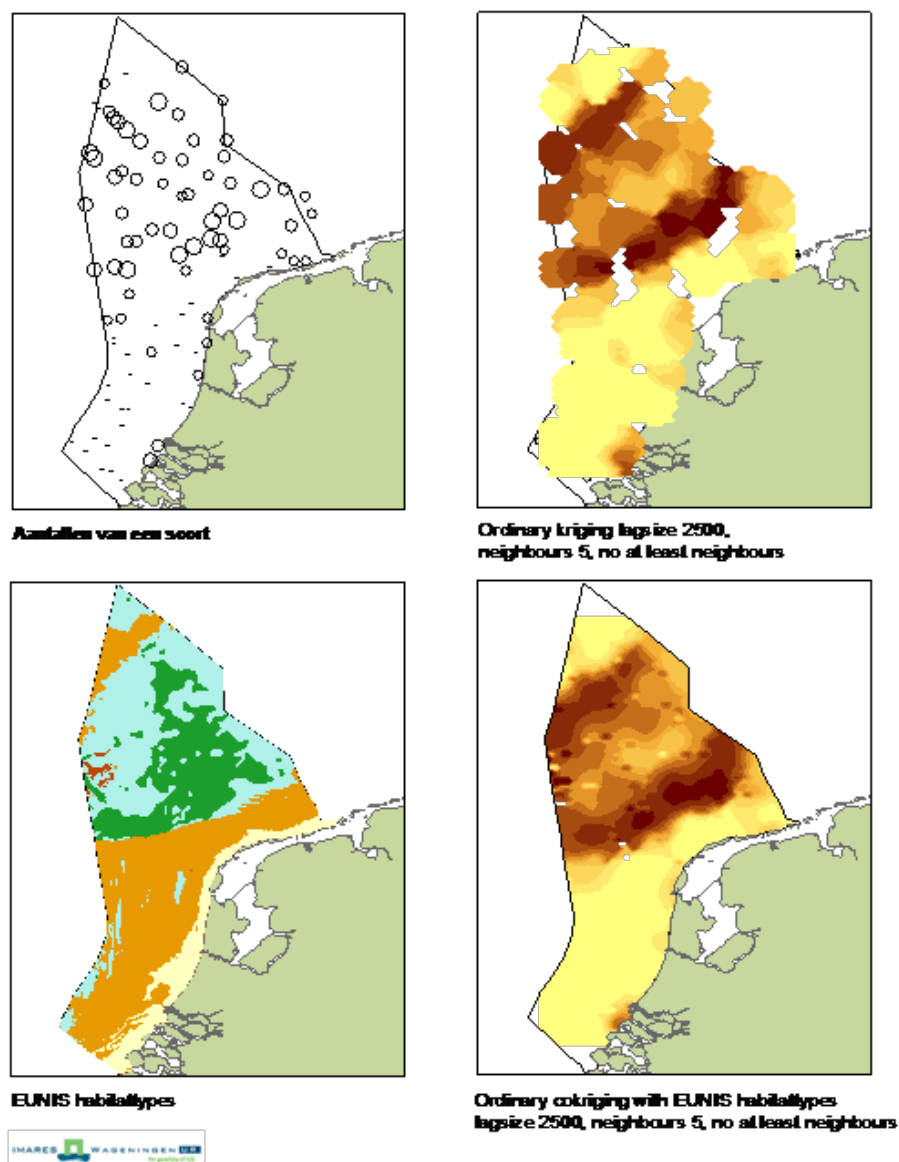 Aantallen van een soort
Ordinary kriging lagsize 2500,
neighbours 5, no at least neighbours
EUNIS habitattypes
Ordinary cokriging with EUNIS habitattypes
lagsize 2500, neighbours 5, no at least neighbours
IMARES WAGENINGEN UR